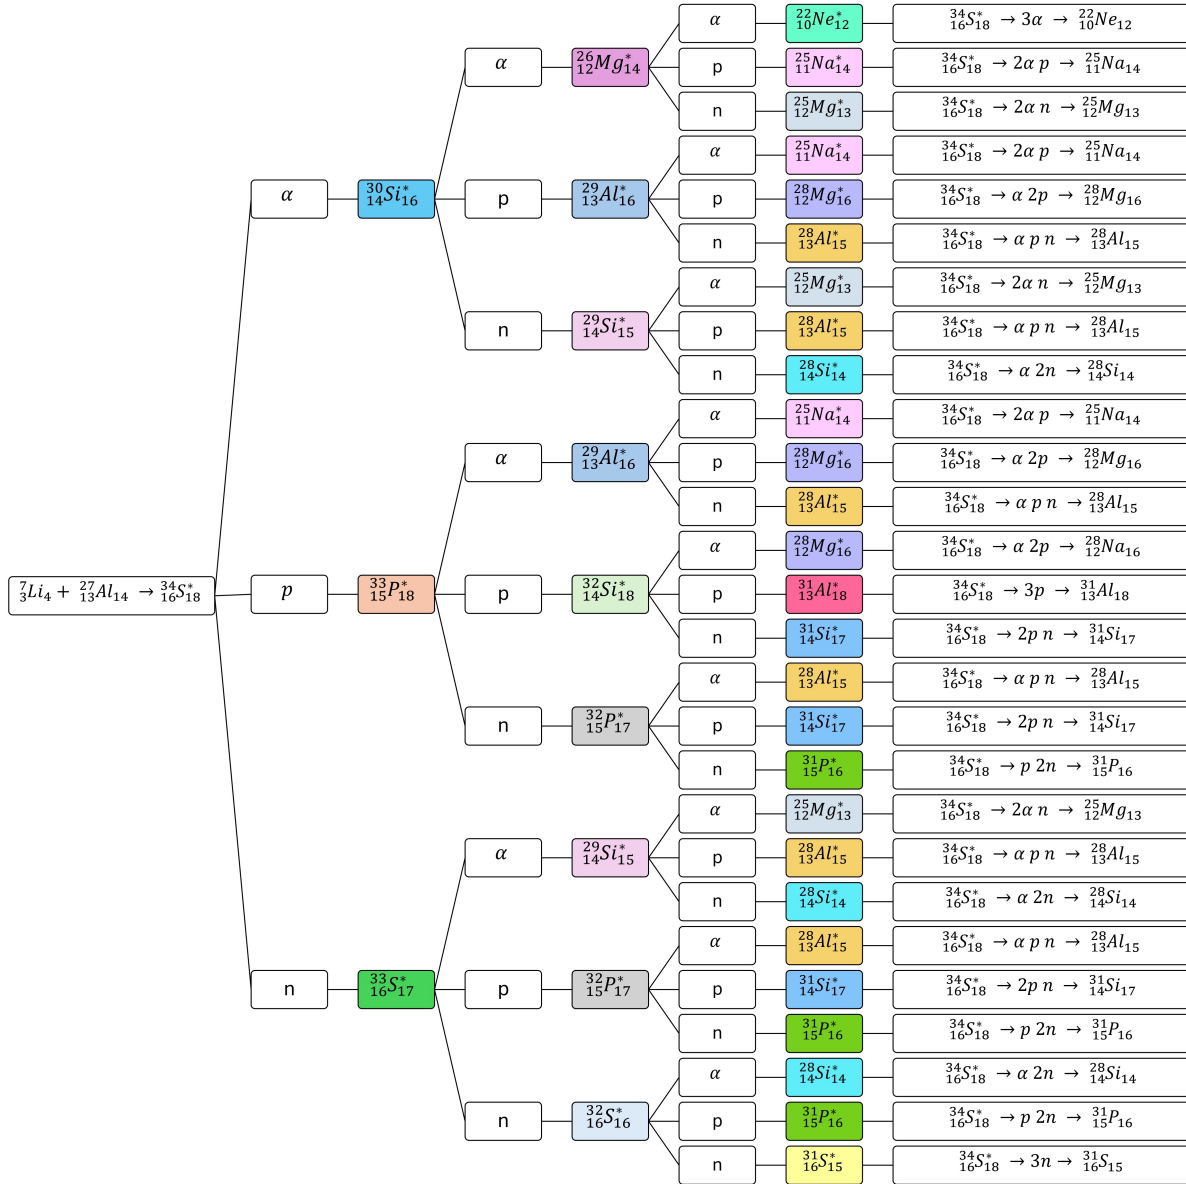 α ²²₁₀Ne*₁₂ ³⁴₁₆S*₁₈ → 3α → ²²₁₀Ne₁₂
α ²⁶₁₂Mg*₁₄ p ²⁵₁₁Na*₁₄ ³⁴₁₆S*₁₈ → 2α p → ²⁵₁₁Na₁₄
n ²⁵₁₂Mg*₁₃ ³⁴₁₆S*₁₈ → 2α n → ²⁵₁₂Mg₁₃
α ²⁵₁₁Na*₁₄ ³⁴₁₆S*₁₈ → 2α p → ²⁵₁₁Na₁₄
α ³⁰₁₄Si*₁₆ p ²⁹₁₃Al*₁₆ p ²⁸₁₂Mg*₁₆ ³⁴₁₆S*₁₈ → α 2p → ²⁸₁₂Mg₁₆
n ²⁸₁₃Al*₁₅ ³⁴₁₆S*₁₈ → α p n → ²⁸₁₃Al₁₅
α ²⁵₁₂Mg*₁₃ ³⁴₁₆S*₁₈ → 2α n → ²⁵₁₂Mg₁₃
n ²⁹₁₄Si*₁₅ p ²⁸₁₃Al*₁₅ ³⁴₁₆S*₁₈ → α p n → ²⁸₁₃Al₁₅
n ²⁸₁₄Si*₁₄ ³⁴₁₆S*₁₈ → α 2n → ²⁸₁₄Si₁₄
α ²⁵₁₁Na*₁₄ ³⁴₁₆S*₁₈ → 2α p → ²⁵₁₁Na₁₄
α ²⁹₁₃Al*₁₆ p ²⁸₁₂Mg*₁₆ ³⁴₁₆S*₁₈ → α 2p → ²⁸₁₂Mg₁₆
n ²⁸₁₃Al*₁₅ ³⁴₁₆S*₁₈ → α p n → ²⁸₁₃Al₁₅
α ²⁸₁₂Mg*₁₆ ³⁴₁₆S*₁₈ → α 2p → ²⁸₁₂Na₁₆
⁷₃Li₄ + ²⁷₁₃Al₁₄ → ³⁴₁₆S*₁₈ p ³³₁₅P*₁₈ p ³²₁₄Si*₁₈ p ³¹₁₃Al*₁₈ ³⁴₁₆S*₁₈ → 3p → ³¹₁₃Al₁₈
n ³¹₁₄Si*₁₇ ³⁴₁₆S*₁₈ → 2p n → ³¹₁₄Si₁₇
α ²⁸₁₃Al*₁₅ ³⁴₁₆S*₁₈ → α p n → ²⁸₁₃Al₁₅
n ³²₁₅P*₁₇ p ³¹₁₄Si*₁₇ ³⁴₁₆S*₁₈ → 2p n → ³¹₁₄Si₁₇
n ³¹₁₅P*₁₆ ³⁴₁₆S*₁₈ → p 2n → ³¹₁₅P₁₆
α ²⁵₁₂Mg*₁₃ ³⁴₁₆S*₁₈ → 2α n → ²⁵₁₂Mg₁₃
α ²⁹₁₄Si*₁₅ p ²⁸₁₃Al*₁₅ ³⁴₁₆S*₁₈ → α p n → ²⁸₁₃Al₁₅
n ²⁸₁₄Si*₁₄ ³⁴₁₆S*₁₈ → α 2n → ²⁸₁₄Si₁₄
α ²⁸₁₃Al*₁₅ ³⁴₁₆S*₁₈ → α p n → ²⁸₁₃Al₁₅
n ³³₁₆S*₁₇ p ³²₁₅P*₁₇ p ³¹₁₄Si*₁₇ ³⁴₁₆S*₁₈ → 2p n → ³¹₁₄Si₁₇
n ³¹₁₅P*₁₆ ³⁴₁₆S*₁₈ → p 2n → ³¹₁₅P₁₆
α ²⁸₁₄Si*₁₄ ³⁴₁₆S*₁₈ → α 2n → ²⁸₁₄Si₁₄
n ³²₁₆S*₁₆ p ³¹₁₅P*₁₆ ³⁴₁₆S*₁₈ → p 2n → ³¹₁₅P₁₆
n ³¹₁₆S*₁₅ ³⁴₁₆S*₁₈ → 3n → ³¹₁₆S₁₅